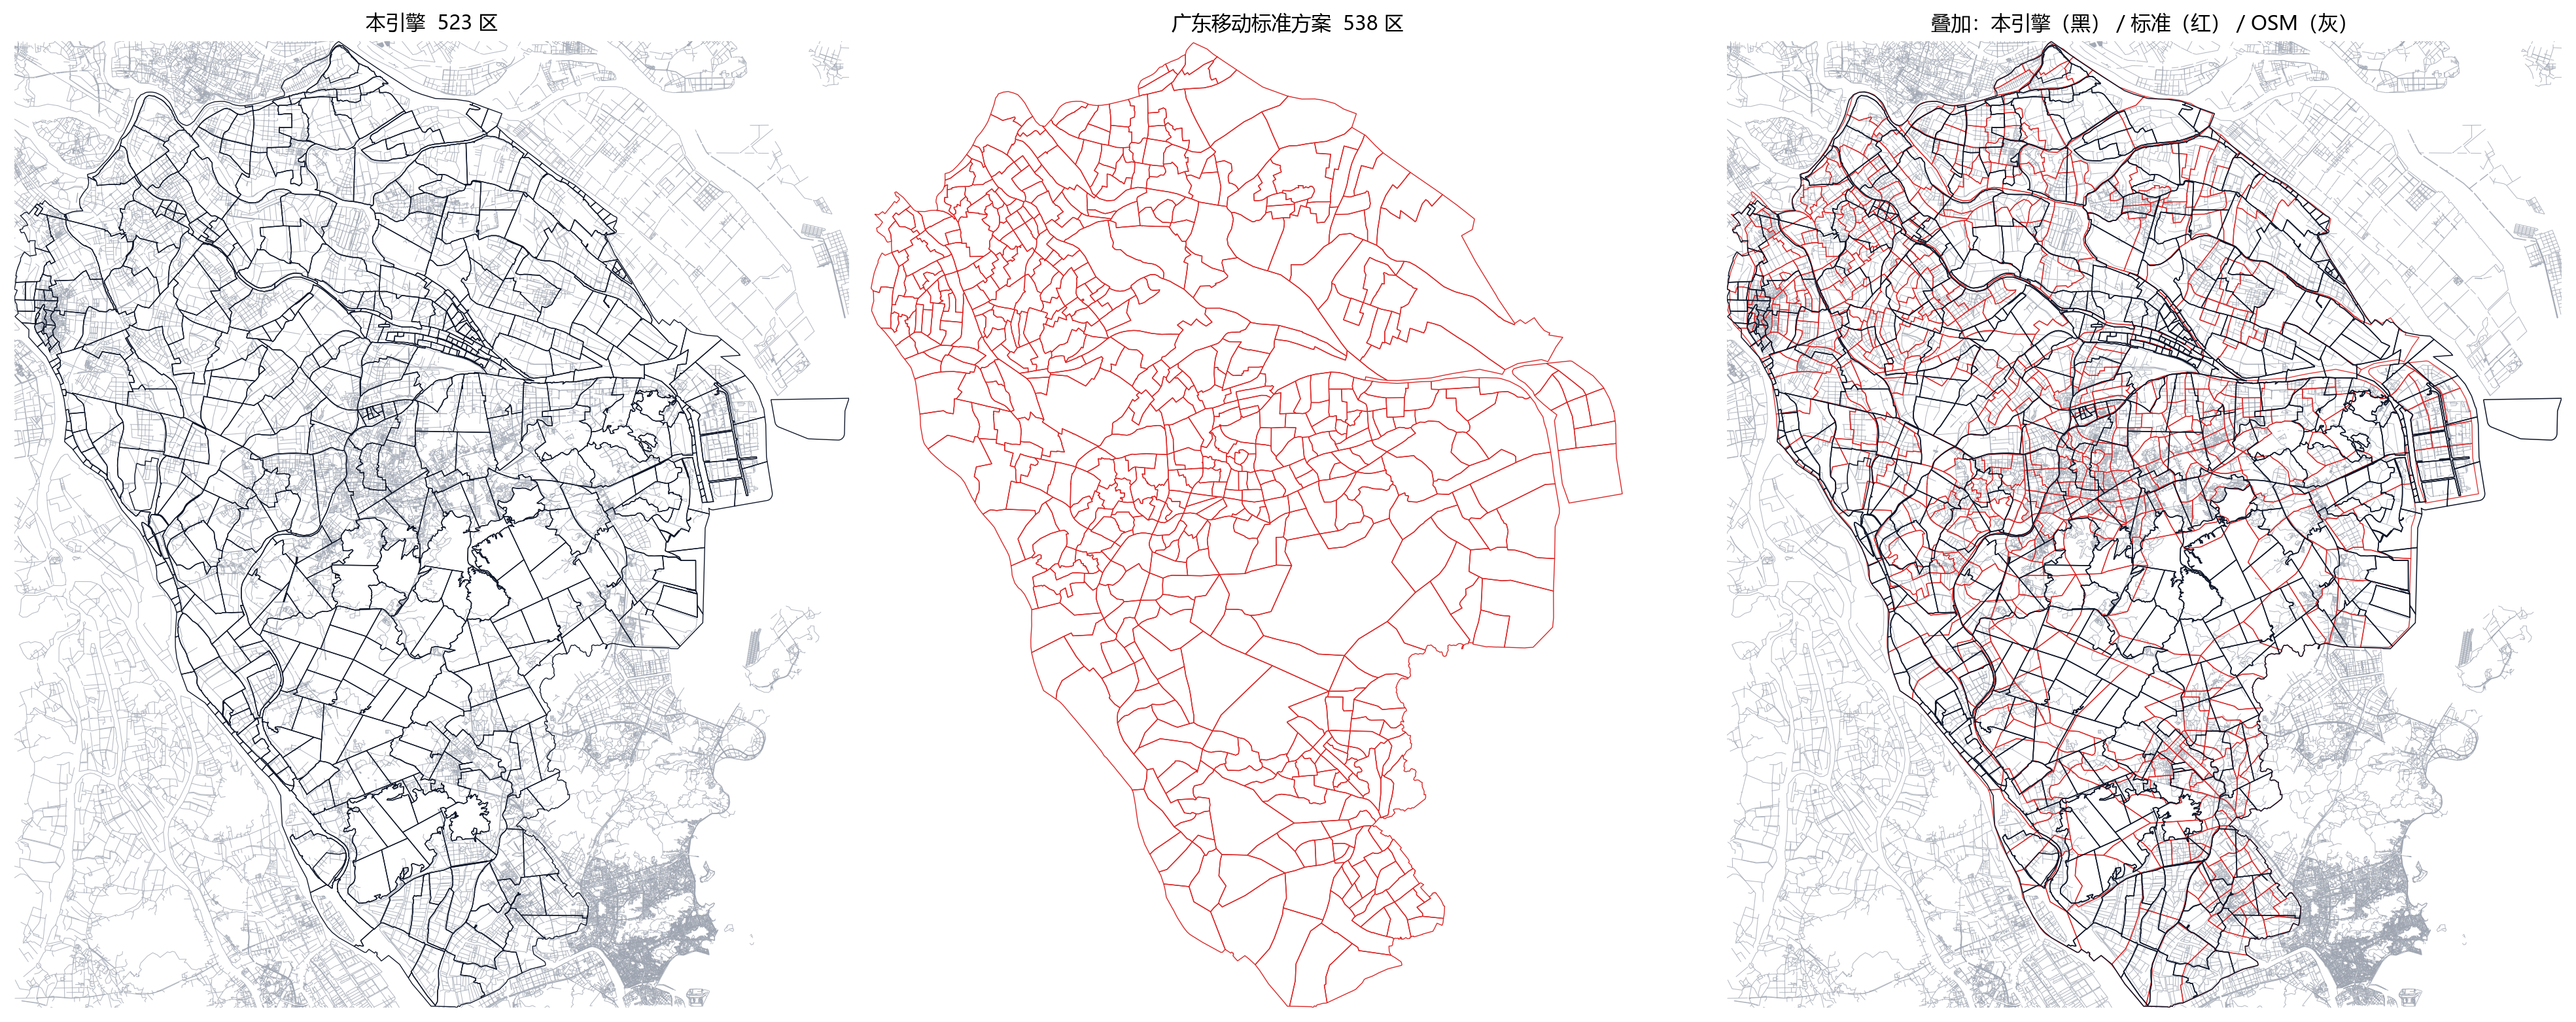 本引擎 523 区
广东移动标准方案 538 区
叠加：本引擎（黑） / 标准（红） / OSM（灰）